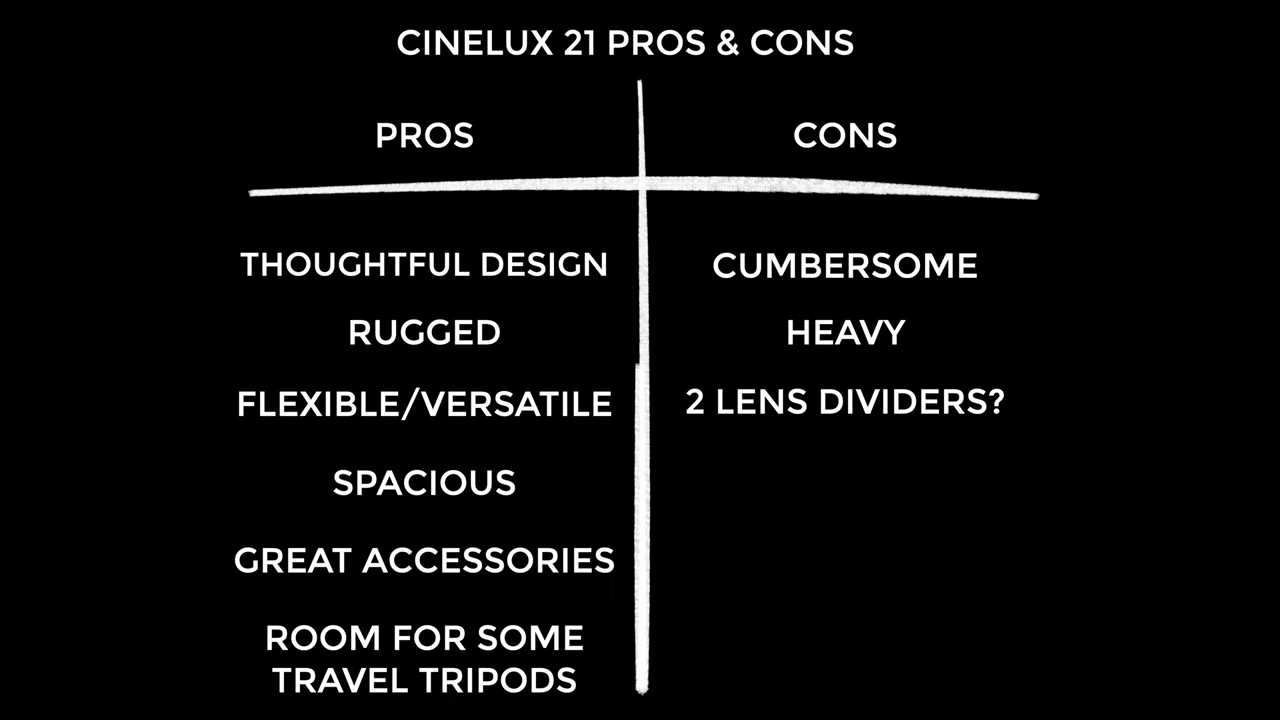 CINELUX 21 PROS & CONS
PROS
CONS
THOUGHTFUL DESIGN
RUGGED
FLEXIBLE/VERSATILE
SPACIOUS
GREAT ACCESSORIES
ROOM FOR SOME
TRAVEL TRIPODS
CUMBERSOME
HEAVY
2 LENS DIVIDERS?